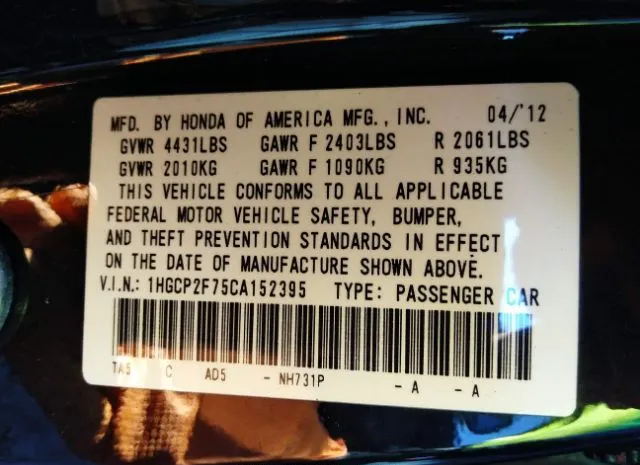 MFD. BY HONDA OF AMERICA MFG., INC. 04/'12
GVWR 4431LBS GAWR F 2403LBS R 2061LBS
GVWR 2010KG GAWR F 1090KG R 935KG
THIS VEHICLE CONFORMS TO ALL APPLICABLE
FEDERAL MOTOR VEHICLE SAFETY, BUMPER,
AND THEFT PREVENTION STANDARDS IN EFFECT
ON THE DATE OF MANUFACTURE SHOWN ABOVE.
V.I.N.: 1HGCP2F75CA152395 TYPE: PASSENGER CAR
TA5 C AD5 - NH731P - A - A